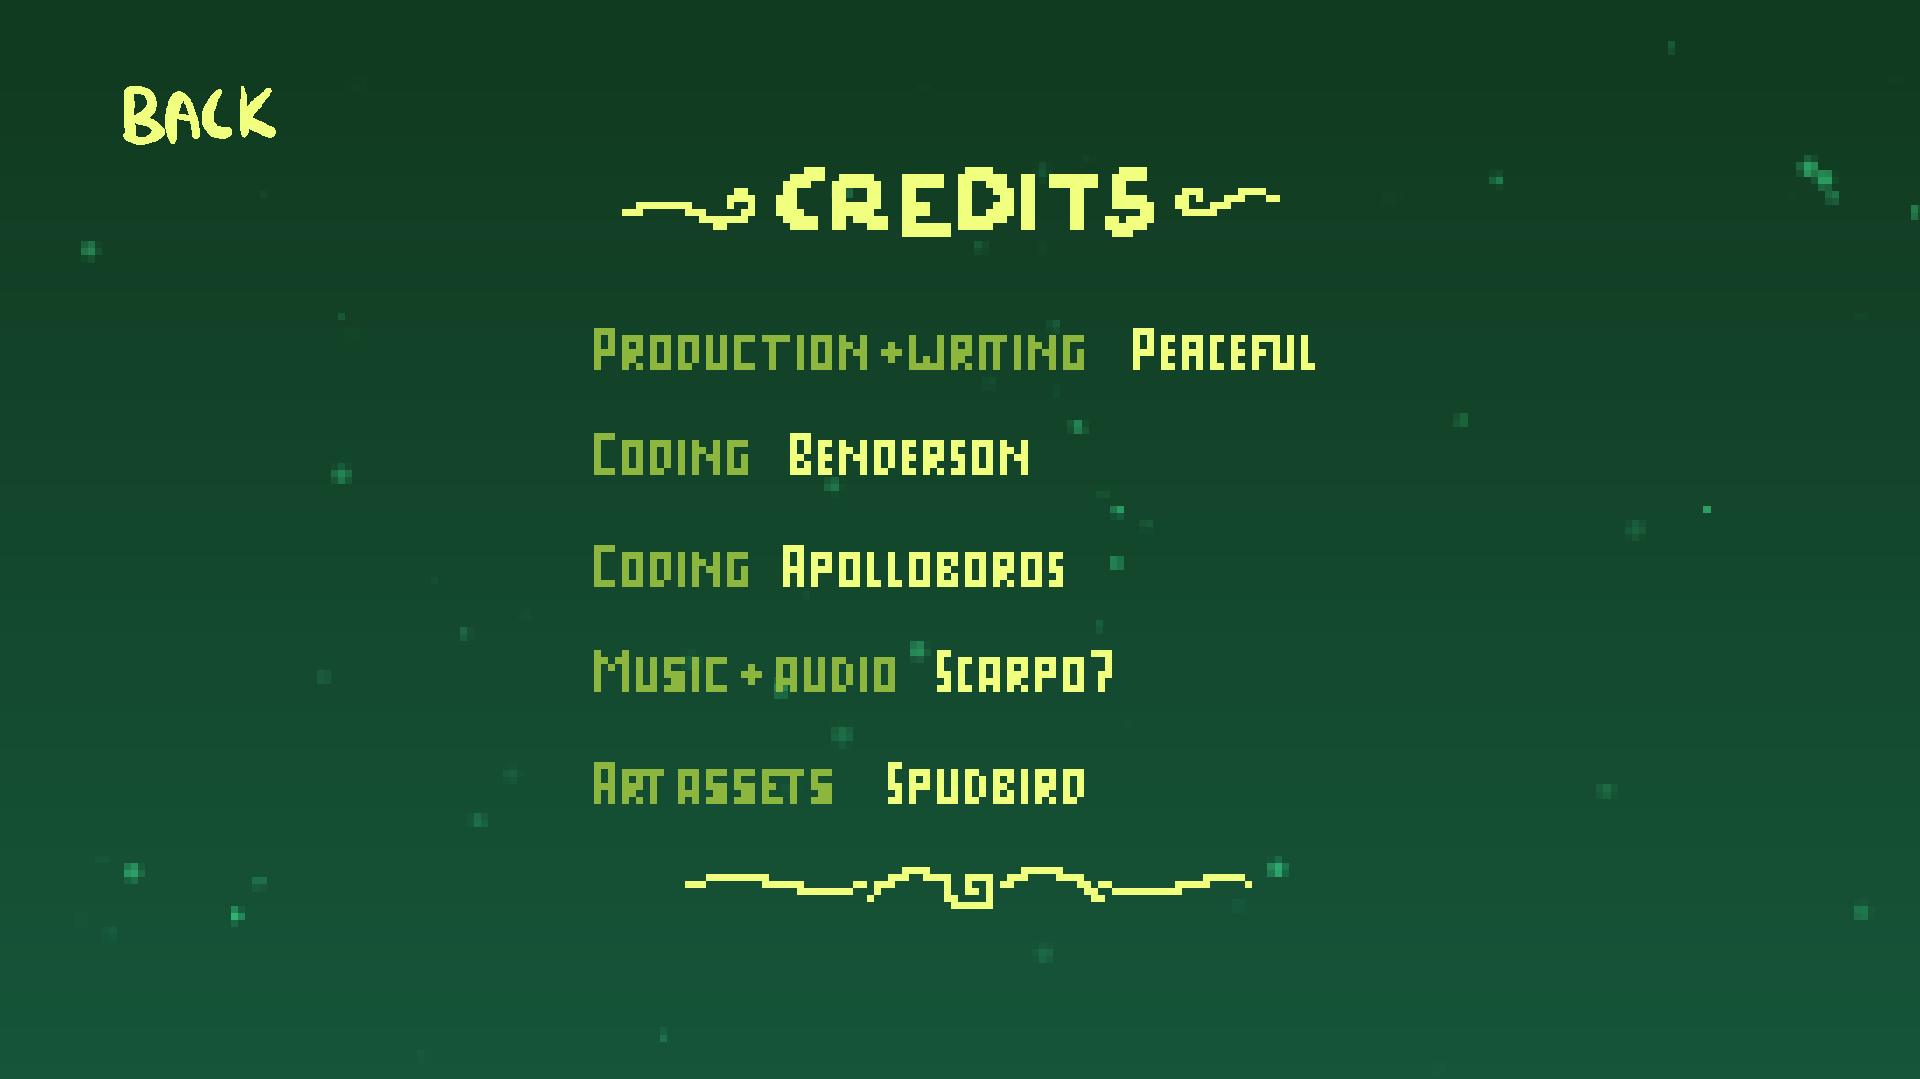 BACK
CREDITS
PRODUCTION + WRITING PEACEFUL
CODING BENDERSON
CODING APOLLOBOROS
MUSIC + AUDIO SCARPO7
ART ASSETS SPUDBIRD